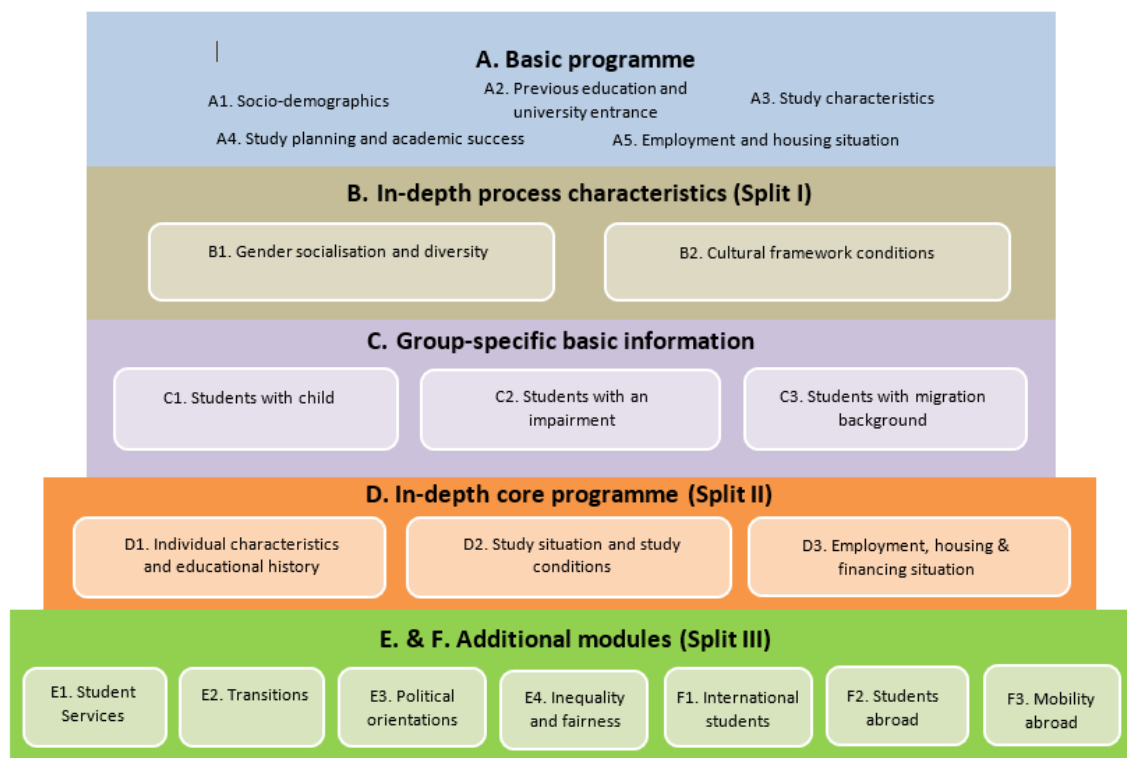 A. Basic programme
A1. Socio-demographics
A2. Previous education and
university entrance
A3. Study characteristics
A4. Study planning and academic success
A5. Employment and housing situation
B. In-depth process characteristics (Split I)
B1. Gender socialisation and diversity
B2. Cultural framework conditions
C. Group-specific basic information
C1. Students with child
C2. Students with an
impairment
C3. Students with migration
background
D. In-depth core programme (Split II)
D1. Individual characteristics
and educational history
D2. Study situation and study
conditions
D3. Employment, housing &
financing situation
E. & F. Additional modules (Split III)
E1. Student
Services
E2. Transitions
E3. Political
orientations
E4. Inequality
and fairness
F1. International
students
F2. Students
abroad
F3. Mobility
abroad